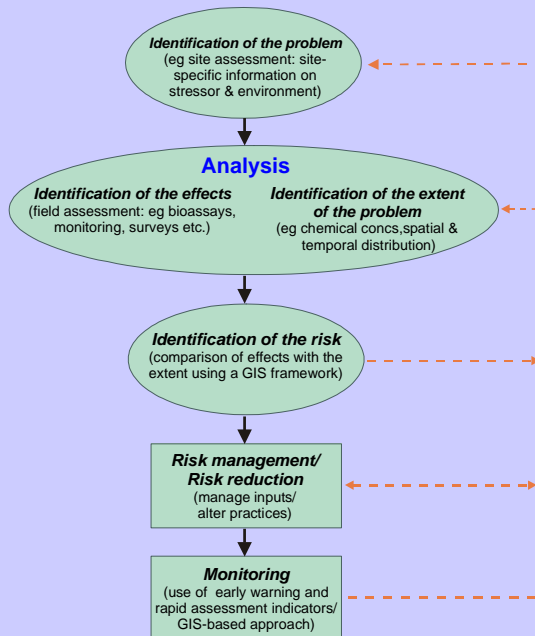 Identification of the problem
(eg site assessment: site-
specific information on
stressor & environment)
Analysis
Identification of the effects
(field assessment: eg bioassays,
monitoring, surveys etc.)
Identification of the extent
of the problem
(eg chemical concs,spatial &
temporal distribution)
Identification of the risk
(comparison of effects with the
extent using a GIS framework)
Risk management/
Risk reduction
(manage inputs/
alter practices)
Monitoring
(use of early warning and
rapid assessment indicators/
GIS-based approach)